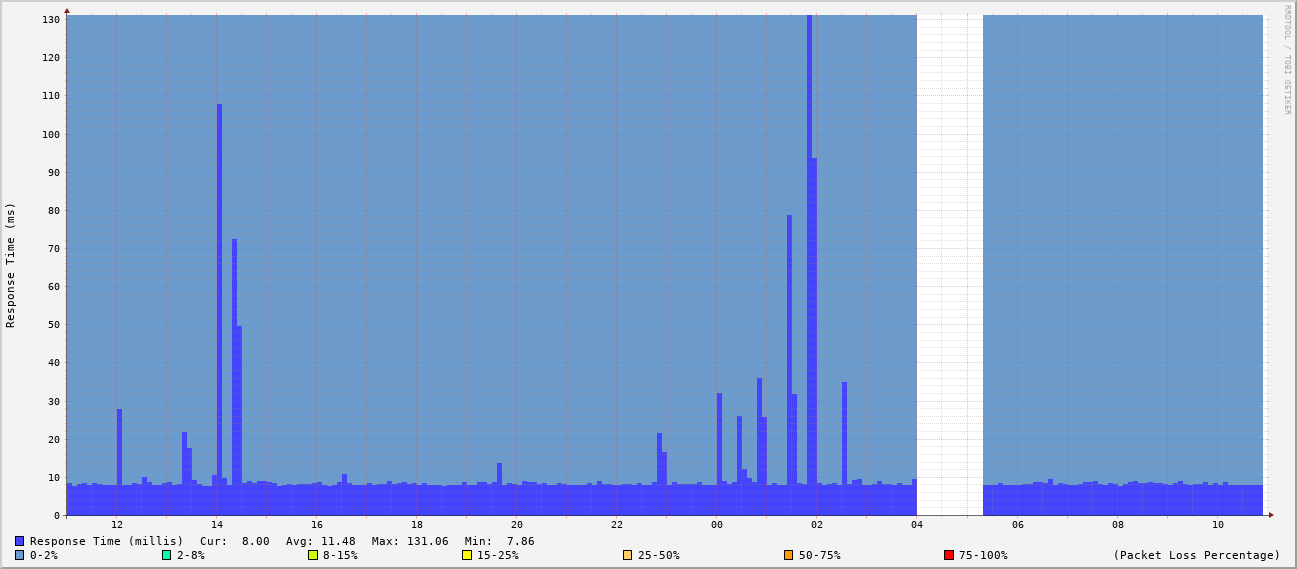 RRDTOOL / TOBI OETIKER
Response Time (ms)
130
120
110
100
90
80
70
60
50
40
30
20
10
0
12 14 16 18 20 22 00 02 04 06 08 10
Response Time (millis) Cur: 8.00 Avg: 11.48 Max: 131.06 Min: 7.86
0-2% 2-8% 8-15% 15-25% 25-50% 50-75% 75-100% (Packet Loss Percentage)